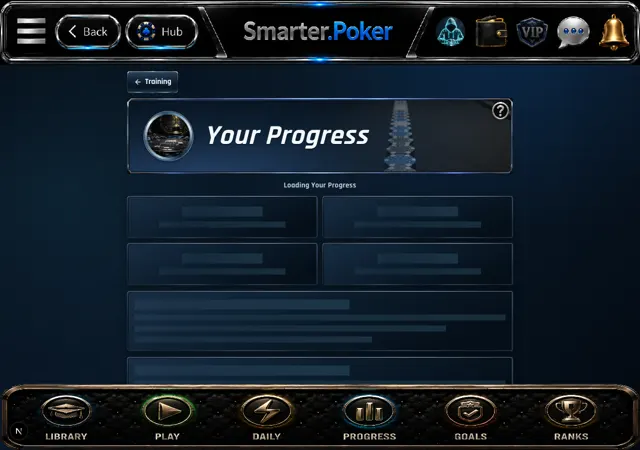 Back
Hub
Smarter.Poker
VIP
← Training
Your Progress
?
Loading Your Progress
N
LIBRARY
PLAY
DAILY
PROGRESS
GOALS
RANKS